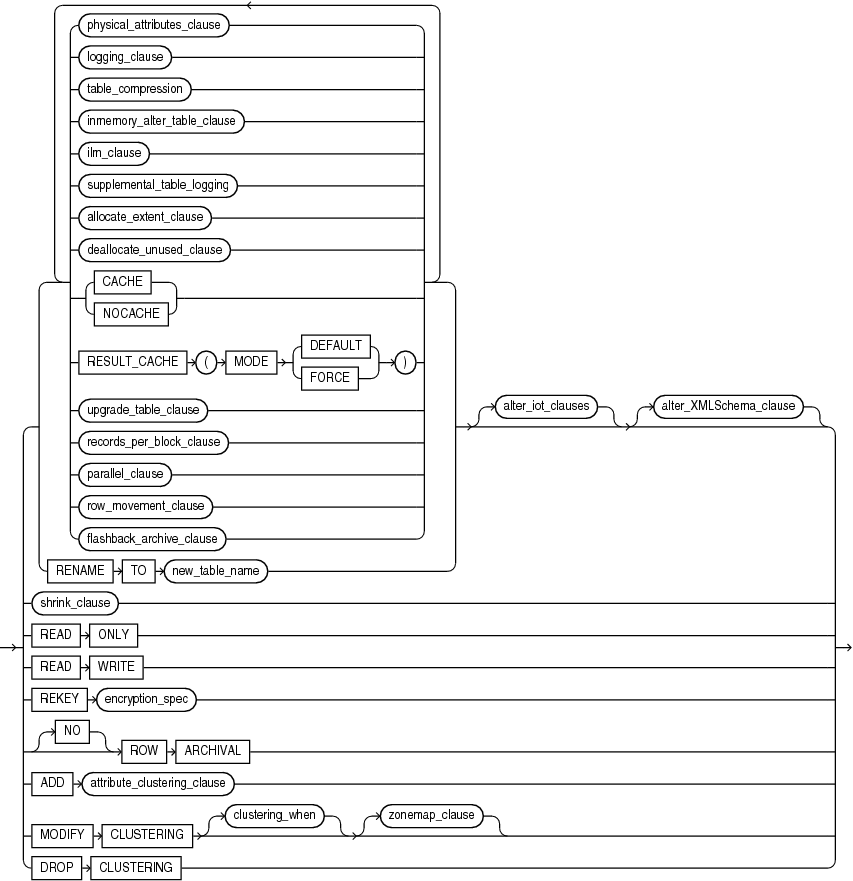 physical_attributes_clause
logging_clause
table_compression
inmemory_alter_table_clause
ilm_clause
supplemental_table_logging
allocate_extent_clause
deallocate_unused_clause
CACHE
NOCACHE
RESULT_CACHE ( MODE DEFAULT )
FORCE
upgrade_table_clause
alter_iot_clauses alter_XMLSchema_clause
records_per_block_clause
parallel_clause
row_movement_clause
flashback_archive_clause
RENAME TO new_table_name
shrink_clause
READ ONLY
READ WRITE
REKEY encryption_spec
NO
ROW ARCHIVAL
ADD attribute_clustering_clause
clustering_when zonemap_clause
MODIFY CLUSTERING
DROP CLUSTERING